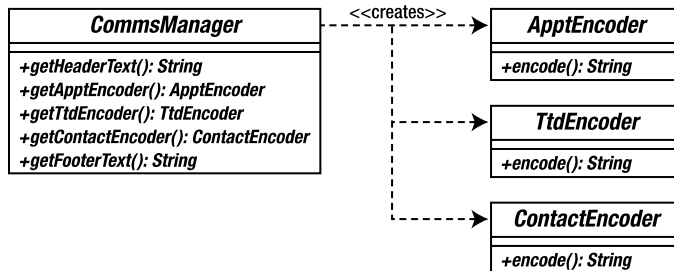 CommsManager
+getHeaderText(): String
+getApptEncoder(): ApptEncoder
+getTtdEncoder(): TtdEncoder
+getContactEncoder(): ContactEncoder
+getFooterText(): String
<<creates>>
ApptEncoder
+encode(): String
TtdEncoder
+encode(): String
ContactEncoder
+encode(): String